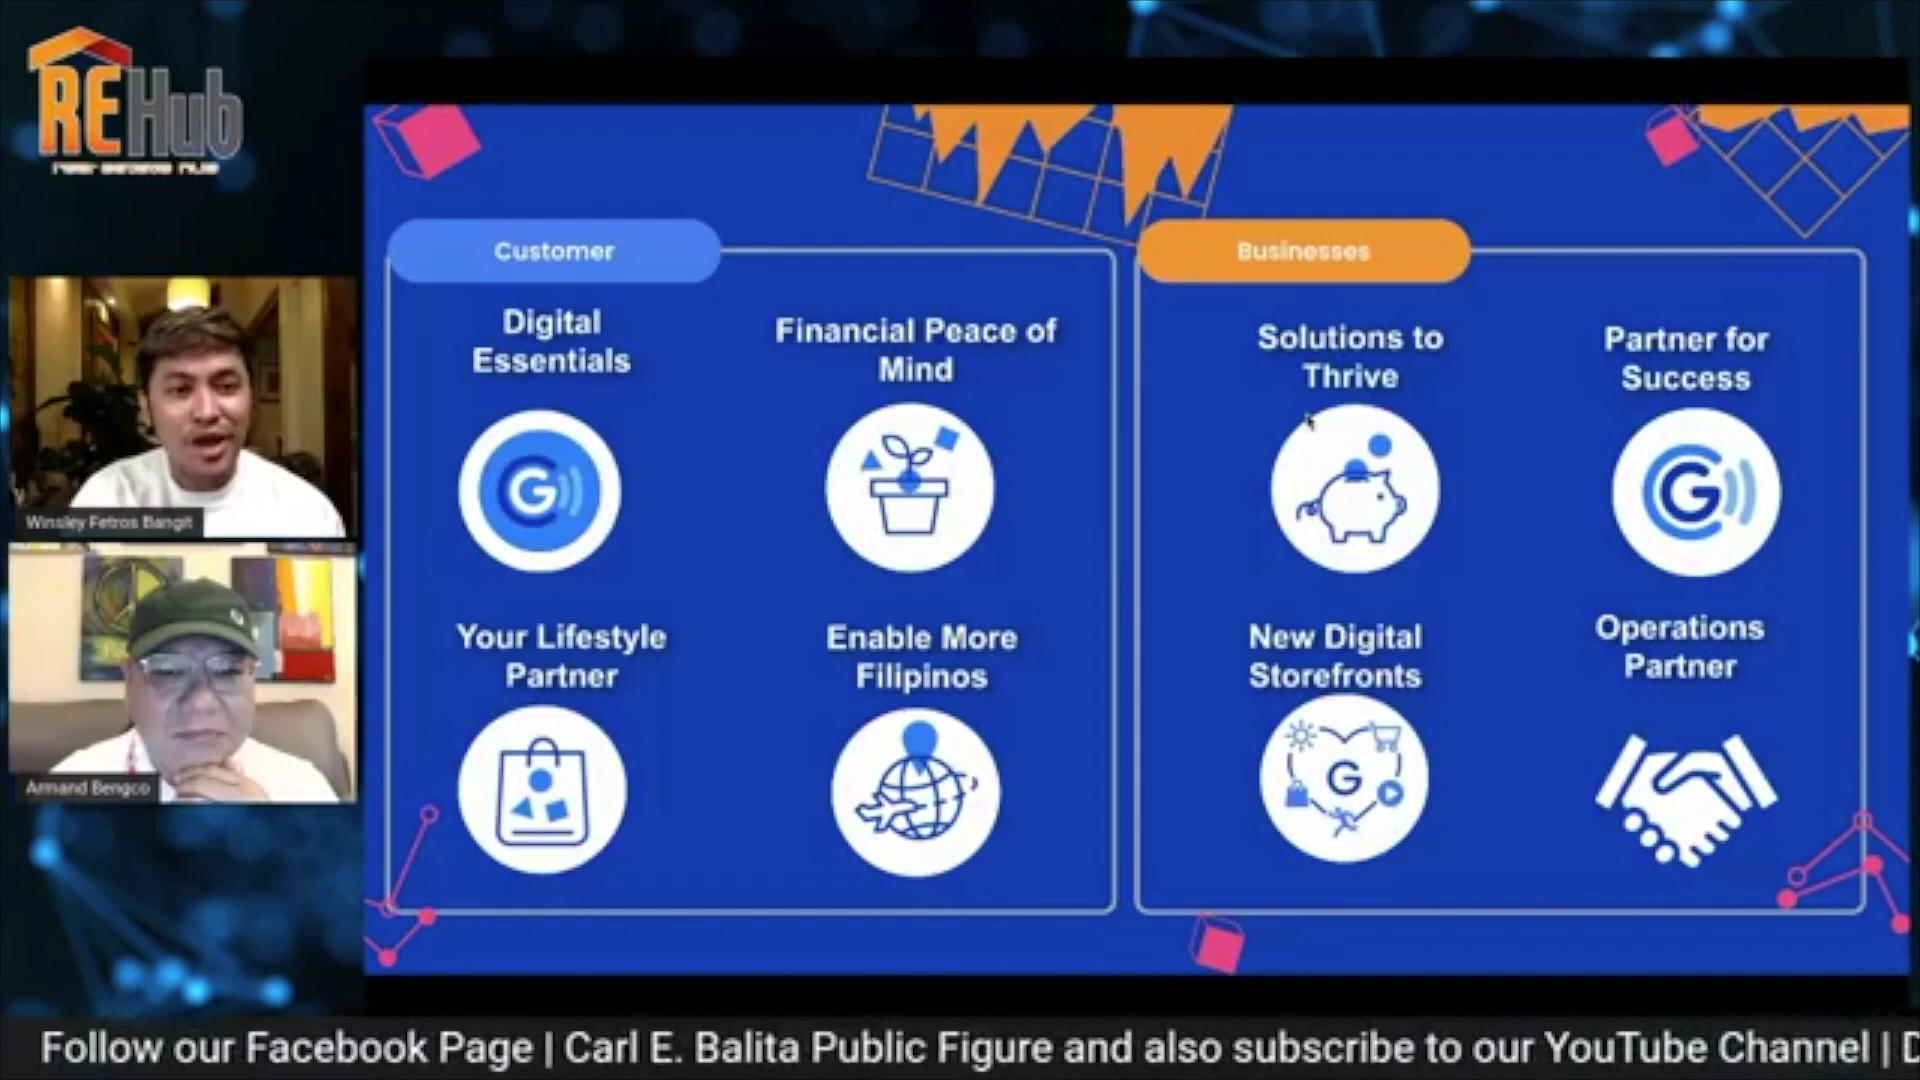 REHub
Customer
Businesses
Digital
Essentials
Financial Peace of
Mind
Solutions to
Thrive
Partner for
Success
G
G
Your Lifestyle
Partner
Enable More
Filipinos
New Digital
Storefronts
Operations
Partner
G
Winsley Fetros Bangit
Armand Bengco
Follow our Facebook Page | Carl E. Balita Public Figure and also subscribe to our YouTube Channel | D